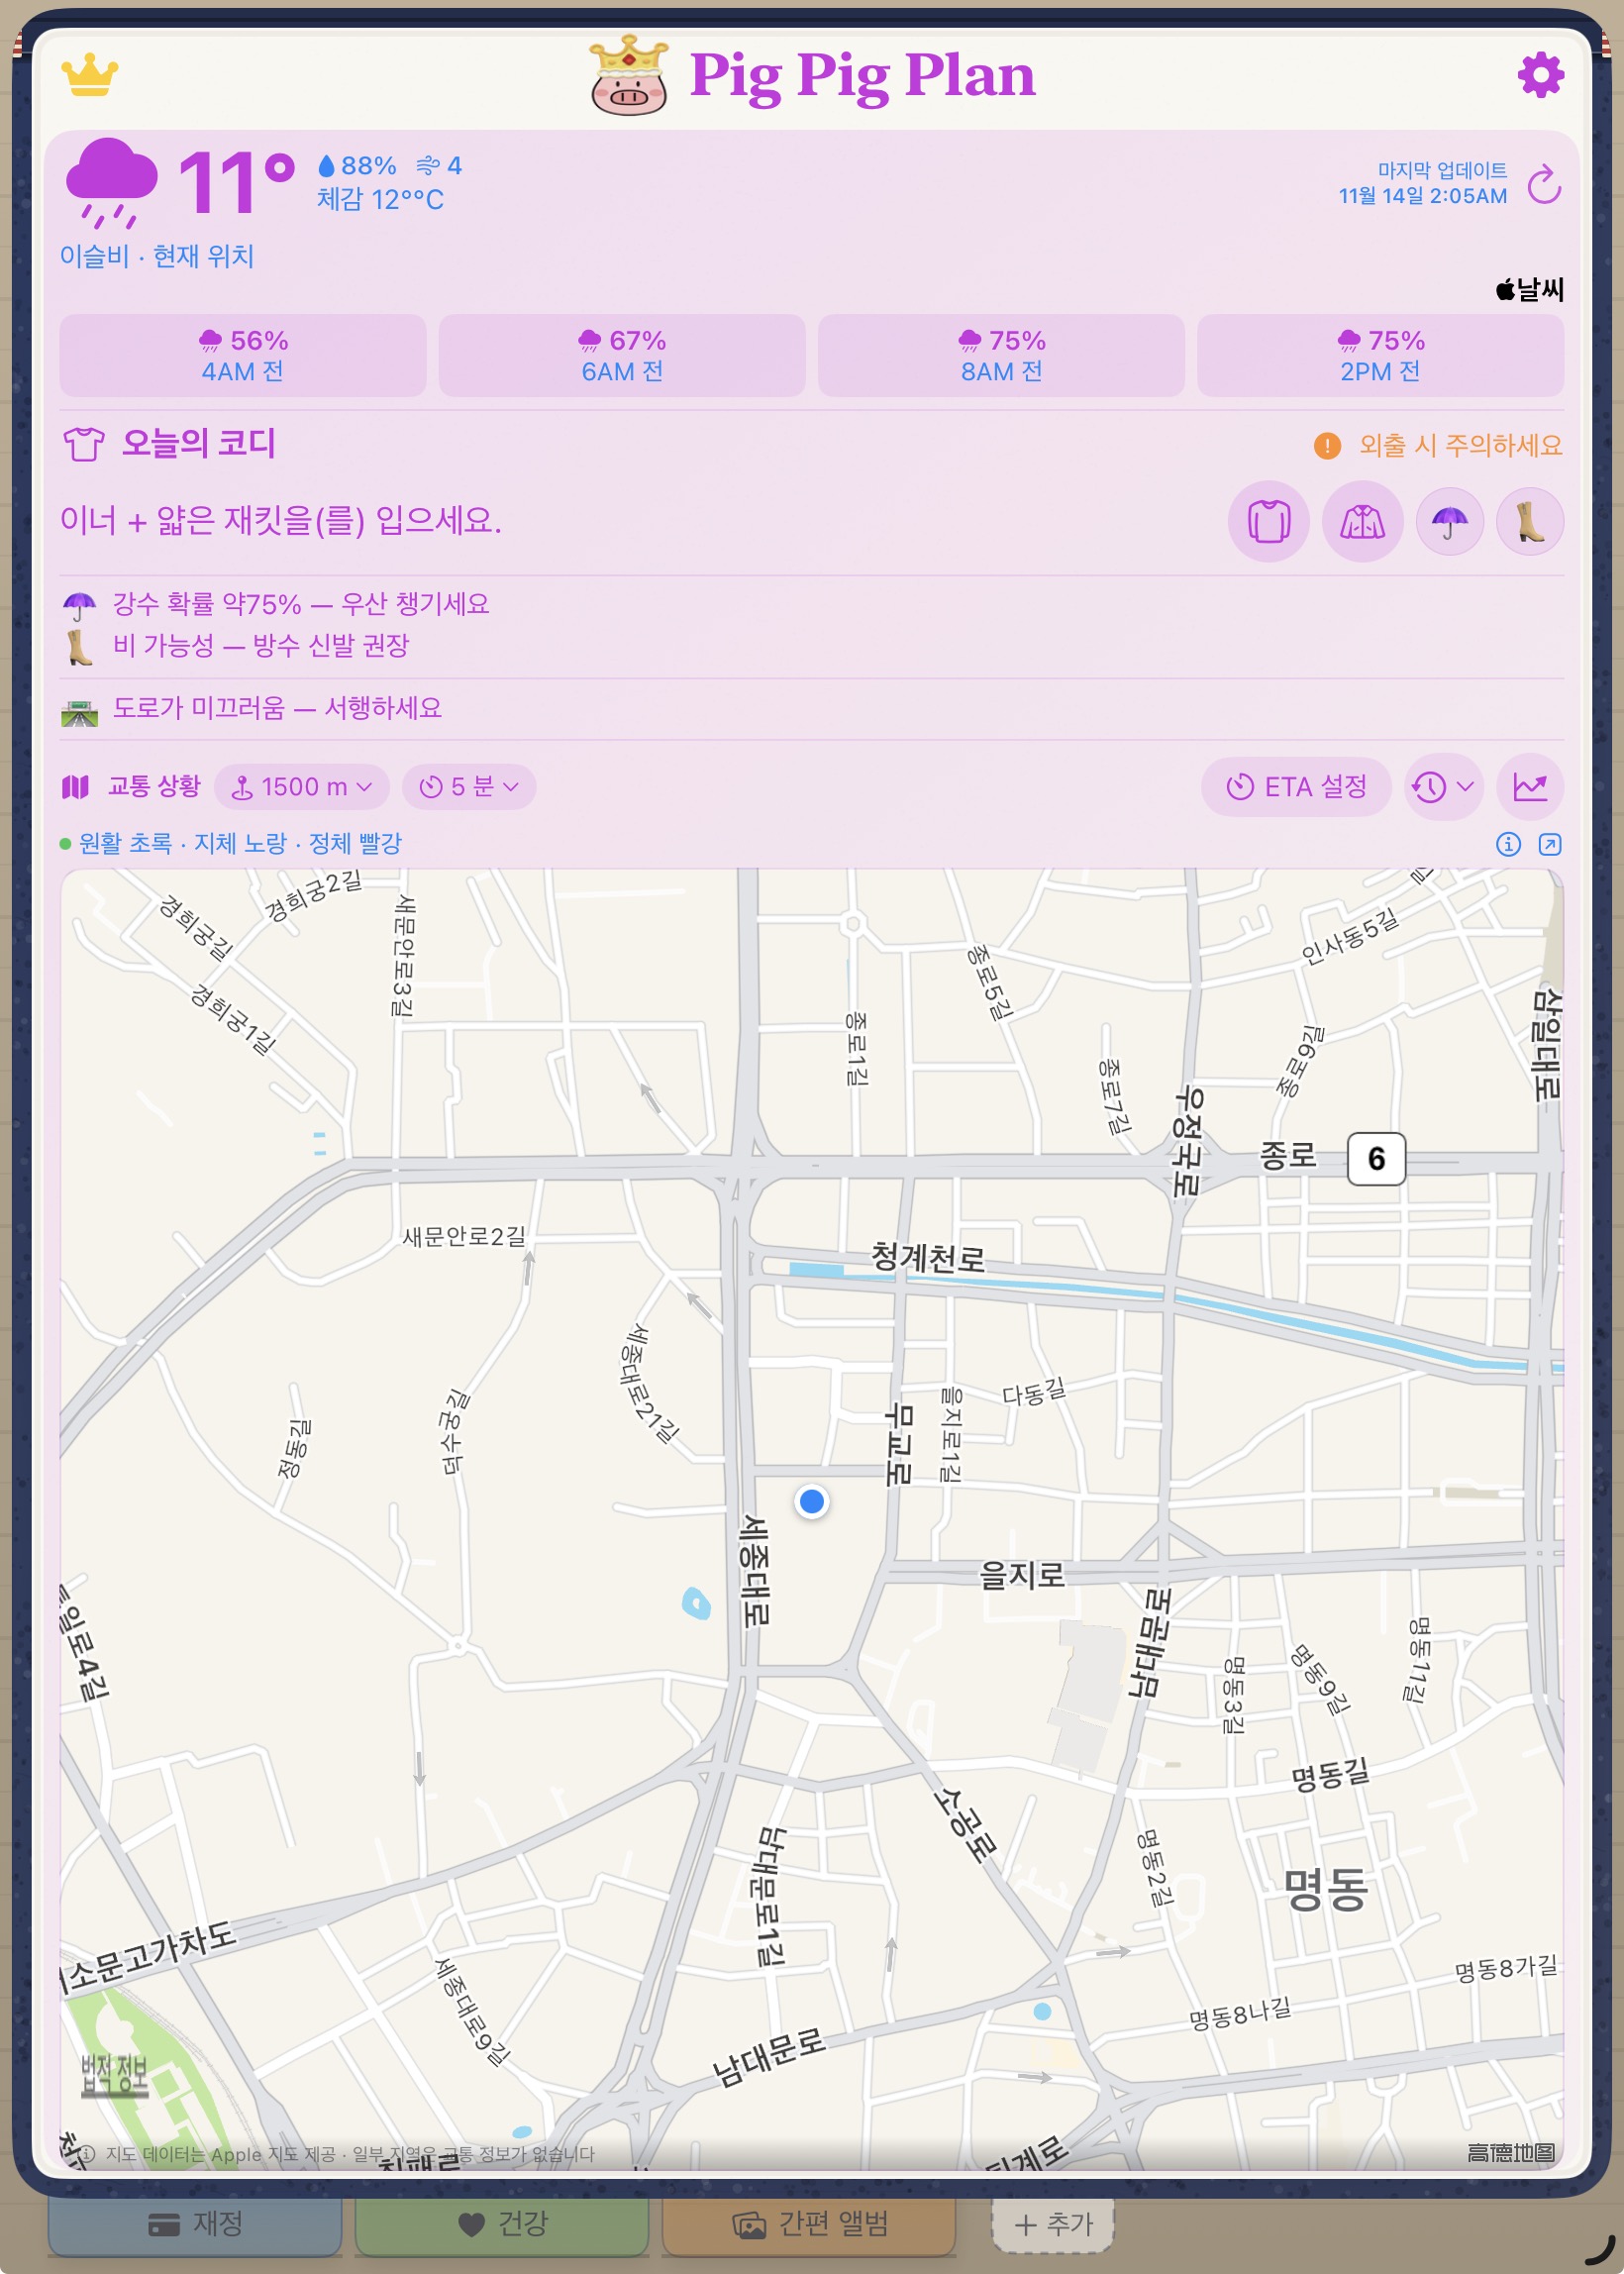 Pig Pig Plan
11° 88% 4
체감 12°°C
마지막 업데이트
11월 14일 2:05AM
이슬비 · 현재 위치
날씨
56% 67% 75% 75%
4AM 전 6AM 전 8AM 전 2PM 전
오늘의 코디
외출 시 주의하세요
이너 + 얇은 재킷을(를) 입으세요.
강수 확률 약75% — 우산 챙기세요
비 가능성 — 방수 신발 권장
도로가 미끄러움 — 서행하세요
교통 상황 1500 m 5 분 ETA 설정
원활 초록 · 지체 노랑 · 정체 빨강
경희궁2길
경희궁길
새문안로3길
경희궁1길
종로5길
인사동5길
종로1길
종로7길
종로9길
삼일대로
우정국로
종로
6
새문안로2길
청계천로
세종대로21길
다동길
정동길
덕수궁길
무교로
을지로1길
세종대로
을지로
남대문로
명동3길
명동9길
명동11길
명동길
소공로
남대문로1길
명동2길
명동
명동8가길
명동8나길
세종대로9길
남대문로
법적 정보
지도 데이터는 Apple 지도 제공 · 일부 지역은 교통 정보가 없습니다
高德地图
재정
건강
간편 앨범
추가